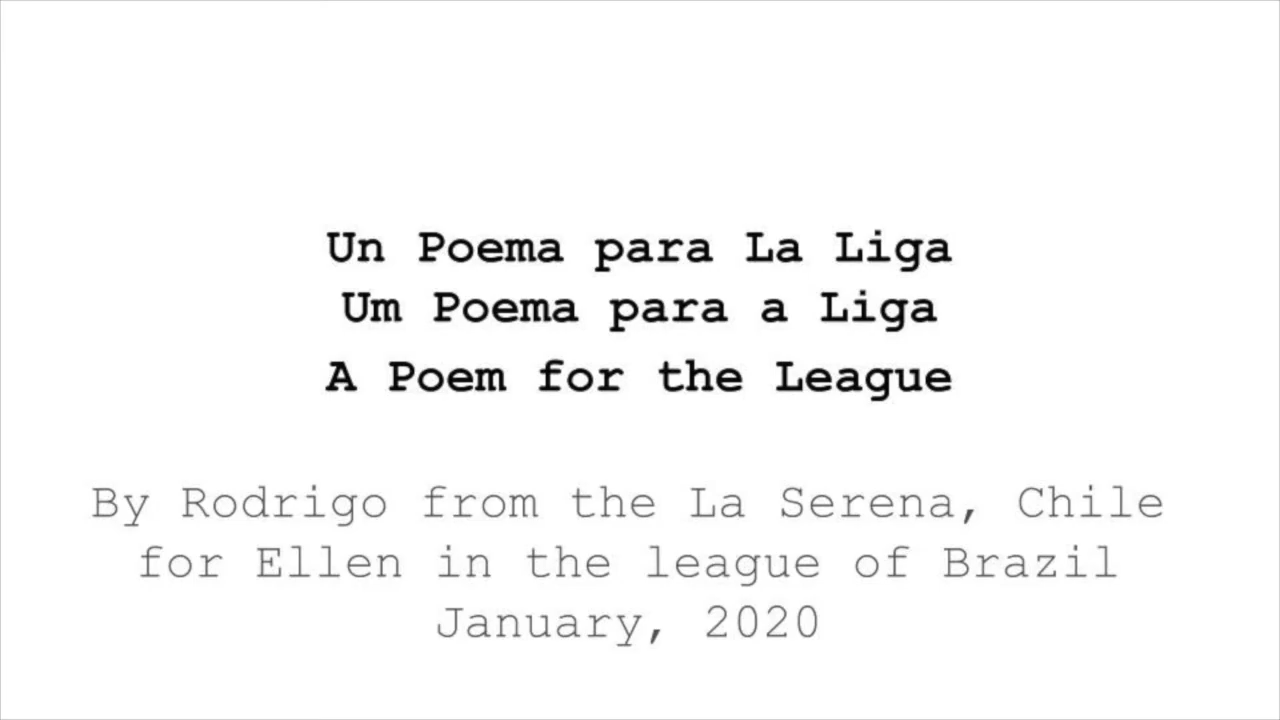 Un Poema para La Liga
Um Poema para a Liga
A Poem for the League
By Rodrigo from the La Serena, Chile
for Ellen in the league of Brazil
January, 2020